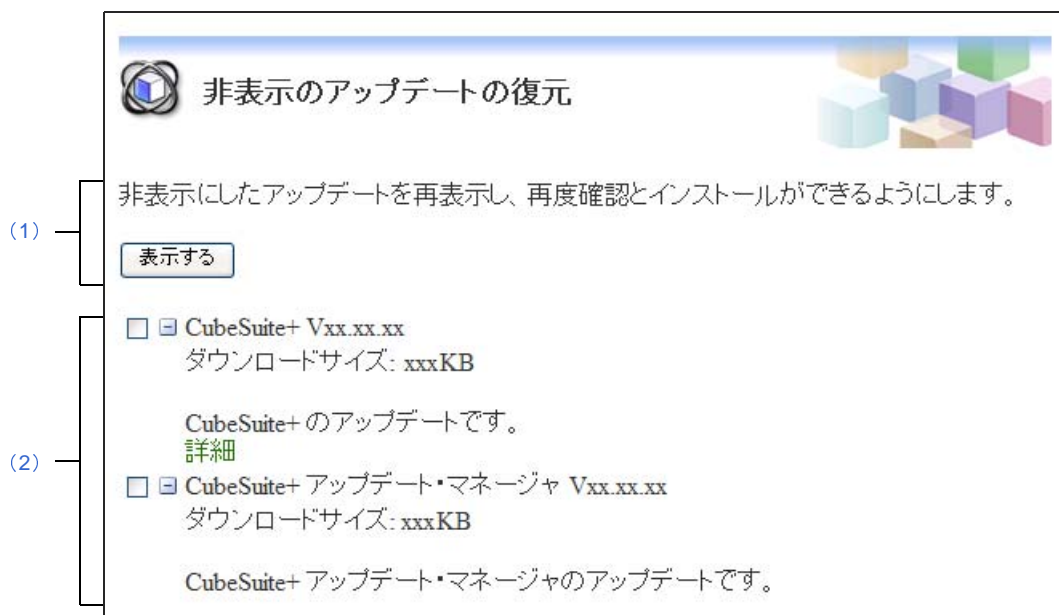 非表示のアップデートの復元
(1)
非表示にしたアップデートを再表示し、再度確認とインストールができるようにします。
表示する
(2)
CubeSuite+ Vxx.xx.xx
ダウンロードサイズ: xxxKB
CubeSuite+ のアップデートです。
詳細
CubeSuite+ アップデート・マネージャ Vxx.xx.xx
ダウンロードサイズ: xxxKB
CubeSuite+ アップデート・マネージャのアップデートです。